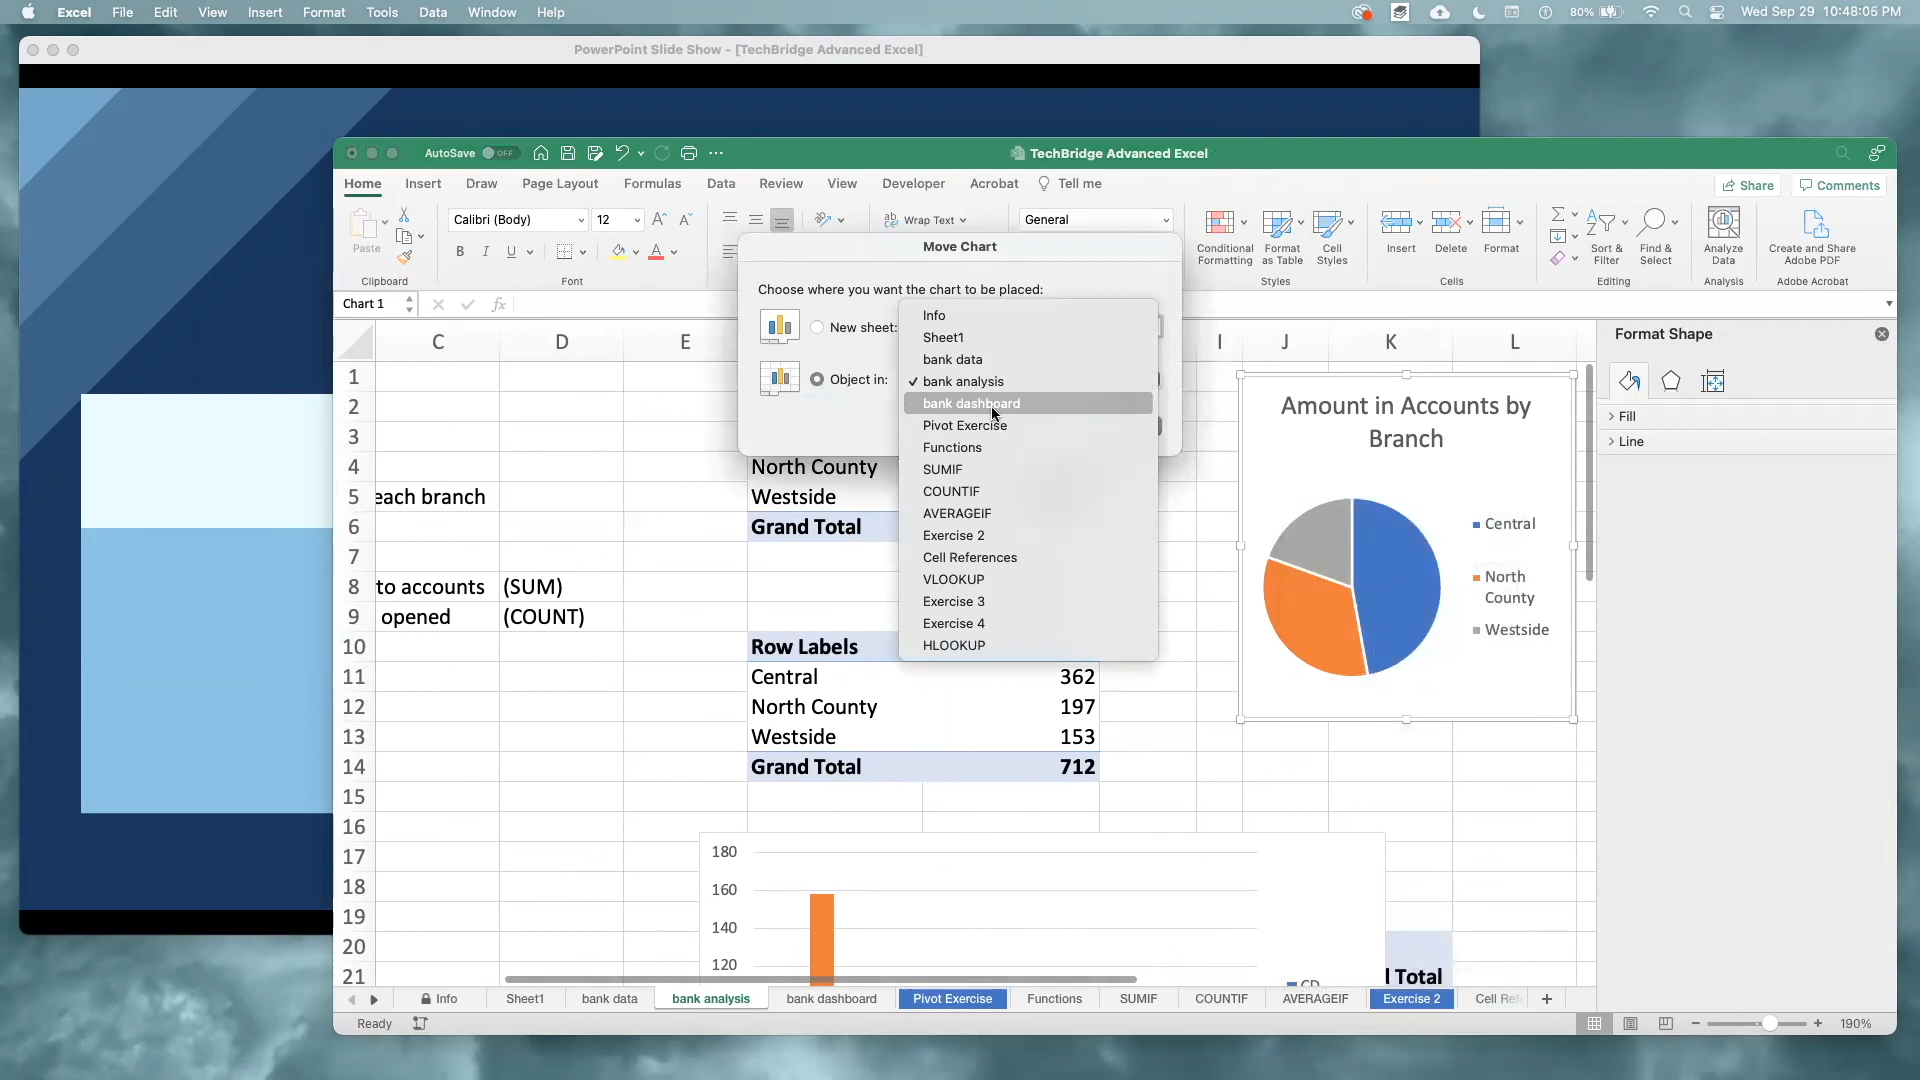 Excel File Edit View Insert Format Tools Data Window Help 80% Wed Sep 29 10:48:05 PM
PowerPoint Slide Show - [TechBridge Advanced Excel]
AutoSave OFF TechBridge Advanced Excel
Home Insert Draw Page Layout Formulas Data Review View Developer Acrobat Tell me Share Comments
Calibri (Body) 12 ab Wrap Text General
Paste B I U Conditional Formatting Format as Table Cell Styles Insert Delete Format Sort & Filter Find & Select Analyze Data Create and Share Adobe PDF
Clipboard Font Styles Cells Editing Analysis Adobe Acrobat
Chart 1 fx
Move Chart
Choose where you want the chart to be placed:
New sheet:
Object in:
Info
Sheet1
bank data
✓ bank analysis
bank dashboard
Pivot Exercise
Functions
SUMIF
COUNTIF
AVERAGEIF
Exercise 2
Cell References
VLOOKUP
Exercise 3
Exercise 4
HLOOKUP
Format Shape
Fill
Line
C D E I J K L
1
2
3
4 North County
5 each branch Westside
6 Grand Total
7
8 to accounts (SUM)
9 opened (COUNT)
10 Row Labels
11 Central 362
12 North County 197
13 Westside 153
14 Grand Total 712
15
16
17
18
19
20
21
Amount in Accounts by
Branch
Central
North
County
Westside
180
160
140
120
CD
l Total
Info Sheet1 bank data bank analysis bank dashboard Pivot Exercise Functions SUMIF COUNTIF AVERAGEIF Exercise 2 Cell Ref
Ready 190%